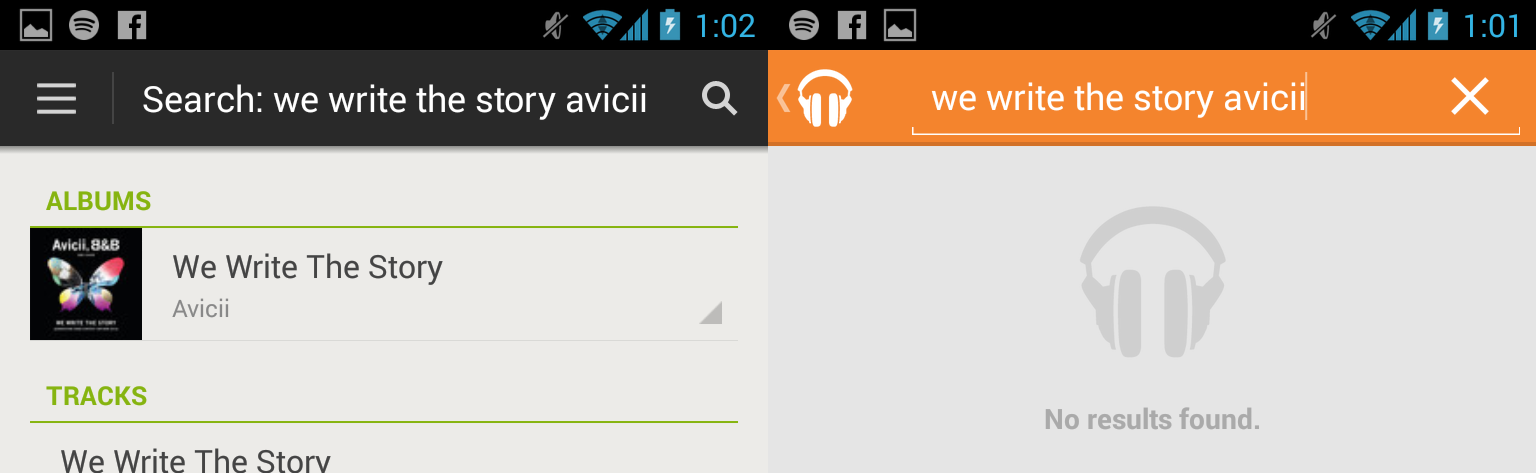 1:02
Search: we write the story avicii
ALBUMS
Avicii, B&B
WE WRITE THE STORY
We Write The Story
Avicii
TRACKS
We Write The Story
1:01
we write the story avicii
No results found.